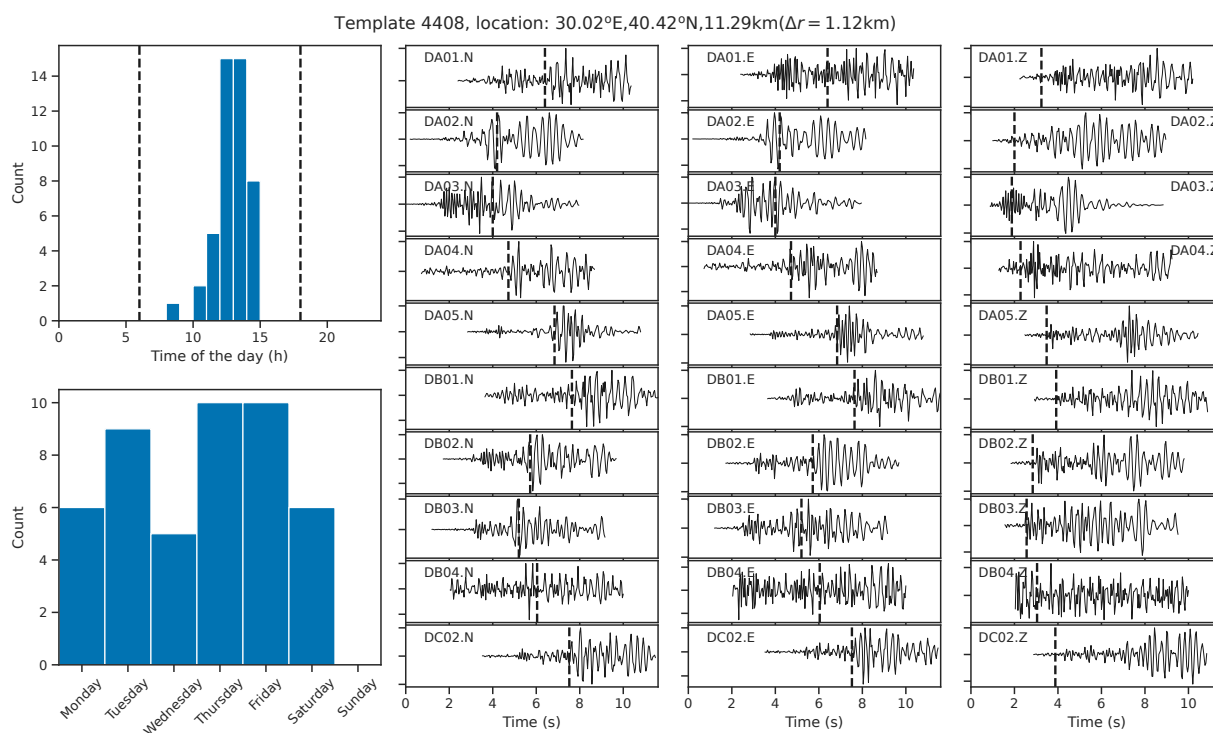 Template 4408, location: 30.02°E,40.42°N,11.29km(Δr = 1.12km)
Count
14
12
10
8
6
4
2
0
0 5 10 15 20
Time of the day (h)
Count
10
8
6
4
2
0
Monday Tuesday Wednesday Thursday Friday Saturday Sunday
DA01.N DA01.E DA01.Z
DA02.N DA02.E DA02.Z
DA03.N DA03.E DA03.Z
DA04.N DA04.E DA04.Z
DA05.N DA05.E DA05.Z
DB01.N DB01.E DB01.Z
DB02.N DB02.E DB02.Z
DB03.N DB03.E DB03.Z
DB04.N DB04.E DB04.Z
DC02.N DC02.E DC02.Z
0 2 4 6 8 10 0 2 4 6 8 10 0 2 4 6 8 10
Time (s) Time (s) Time (s)